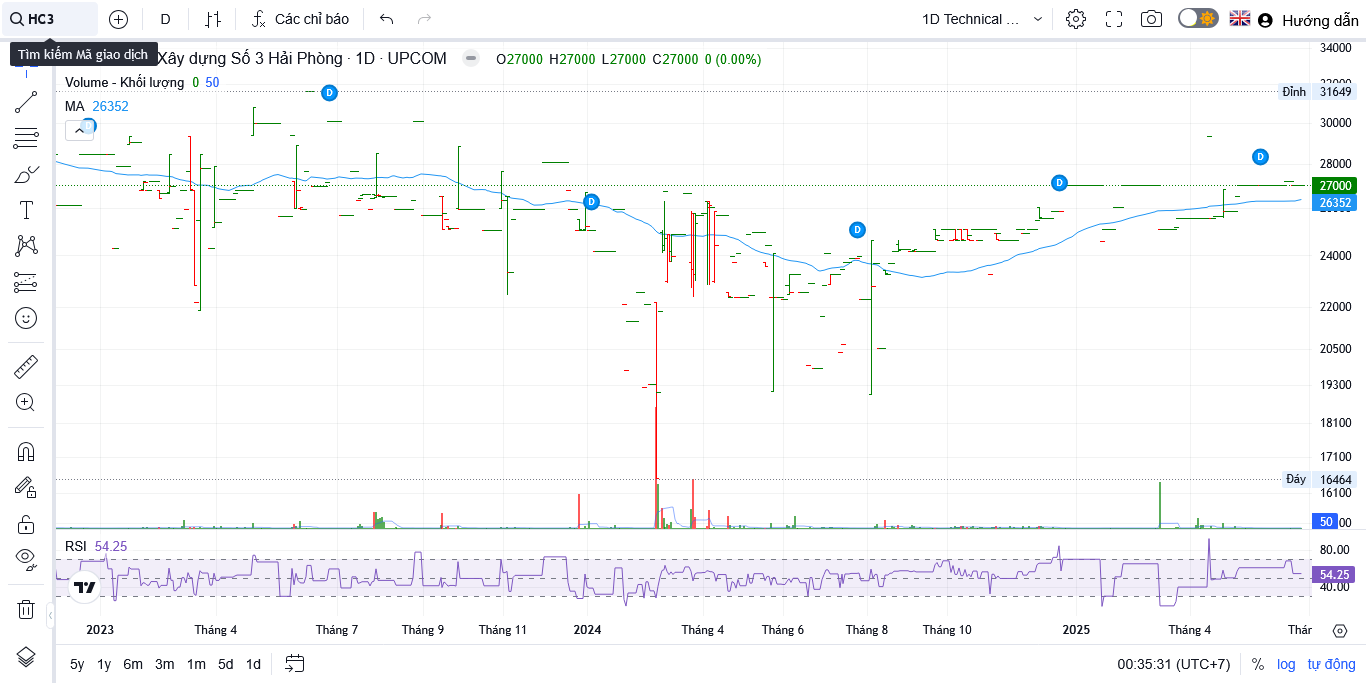 HC3
D
Các chỉ báo
1D Technical ...
Hướng dẫn
Tìm kiếm Mã giao dịch
Xây dựng Số 3 Hải Phòng · 1D · UPCOM
O27000 H27000 L27000 C27000 0 (0.00%)
Volume - Khối lượng 0 50
MA 26352
D
D
D
D
D
D
34000
32000
Đỉnh 31649
30000
28000
27000
26352
24000
22000
20500
19300
18100
17100
Đáy 16464
16100
50
RSI 54.25
80.00
54.25
40.00
2023 Tháng 4 Tháng 7 Tháng 9 Tháng 11 2024 Tháng 4 Tháng 6 Tháng 8 Tháng 10 2025 Tháng 4 Thár
5y 1y 6m 3m 1m 5d 1d
00:35:31 (UTC+7) % log tự động